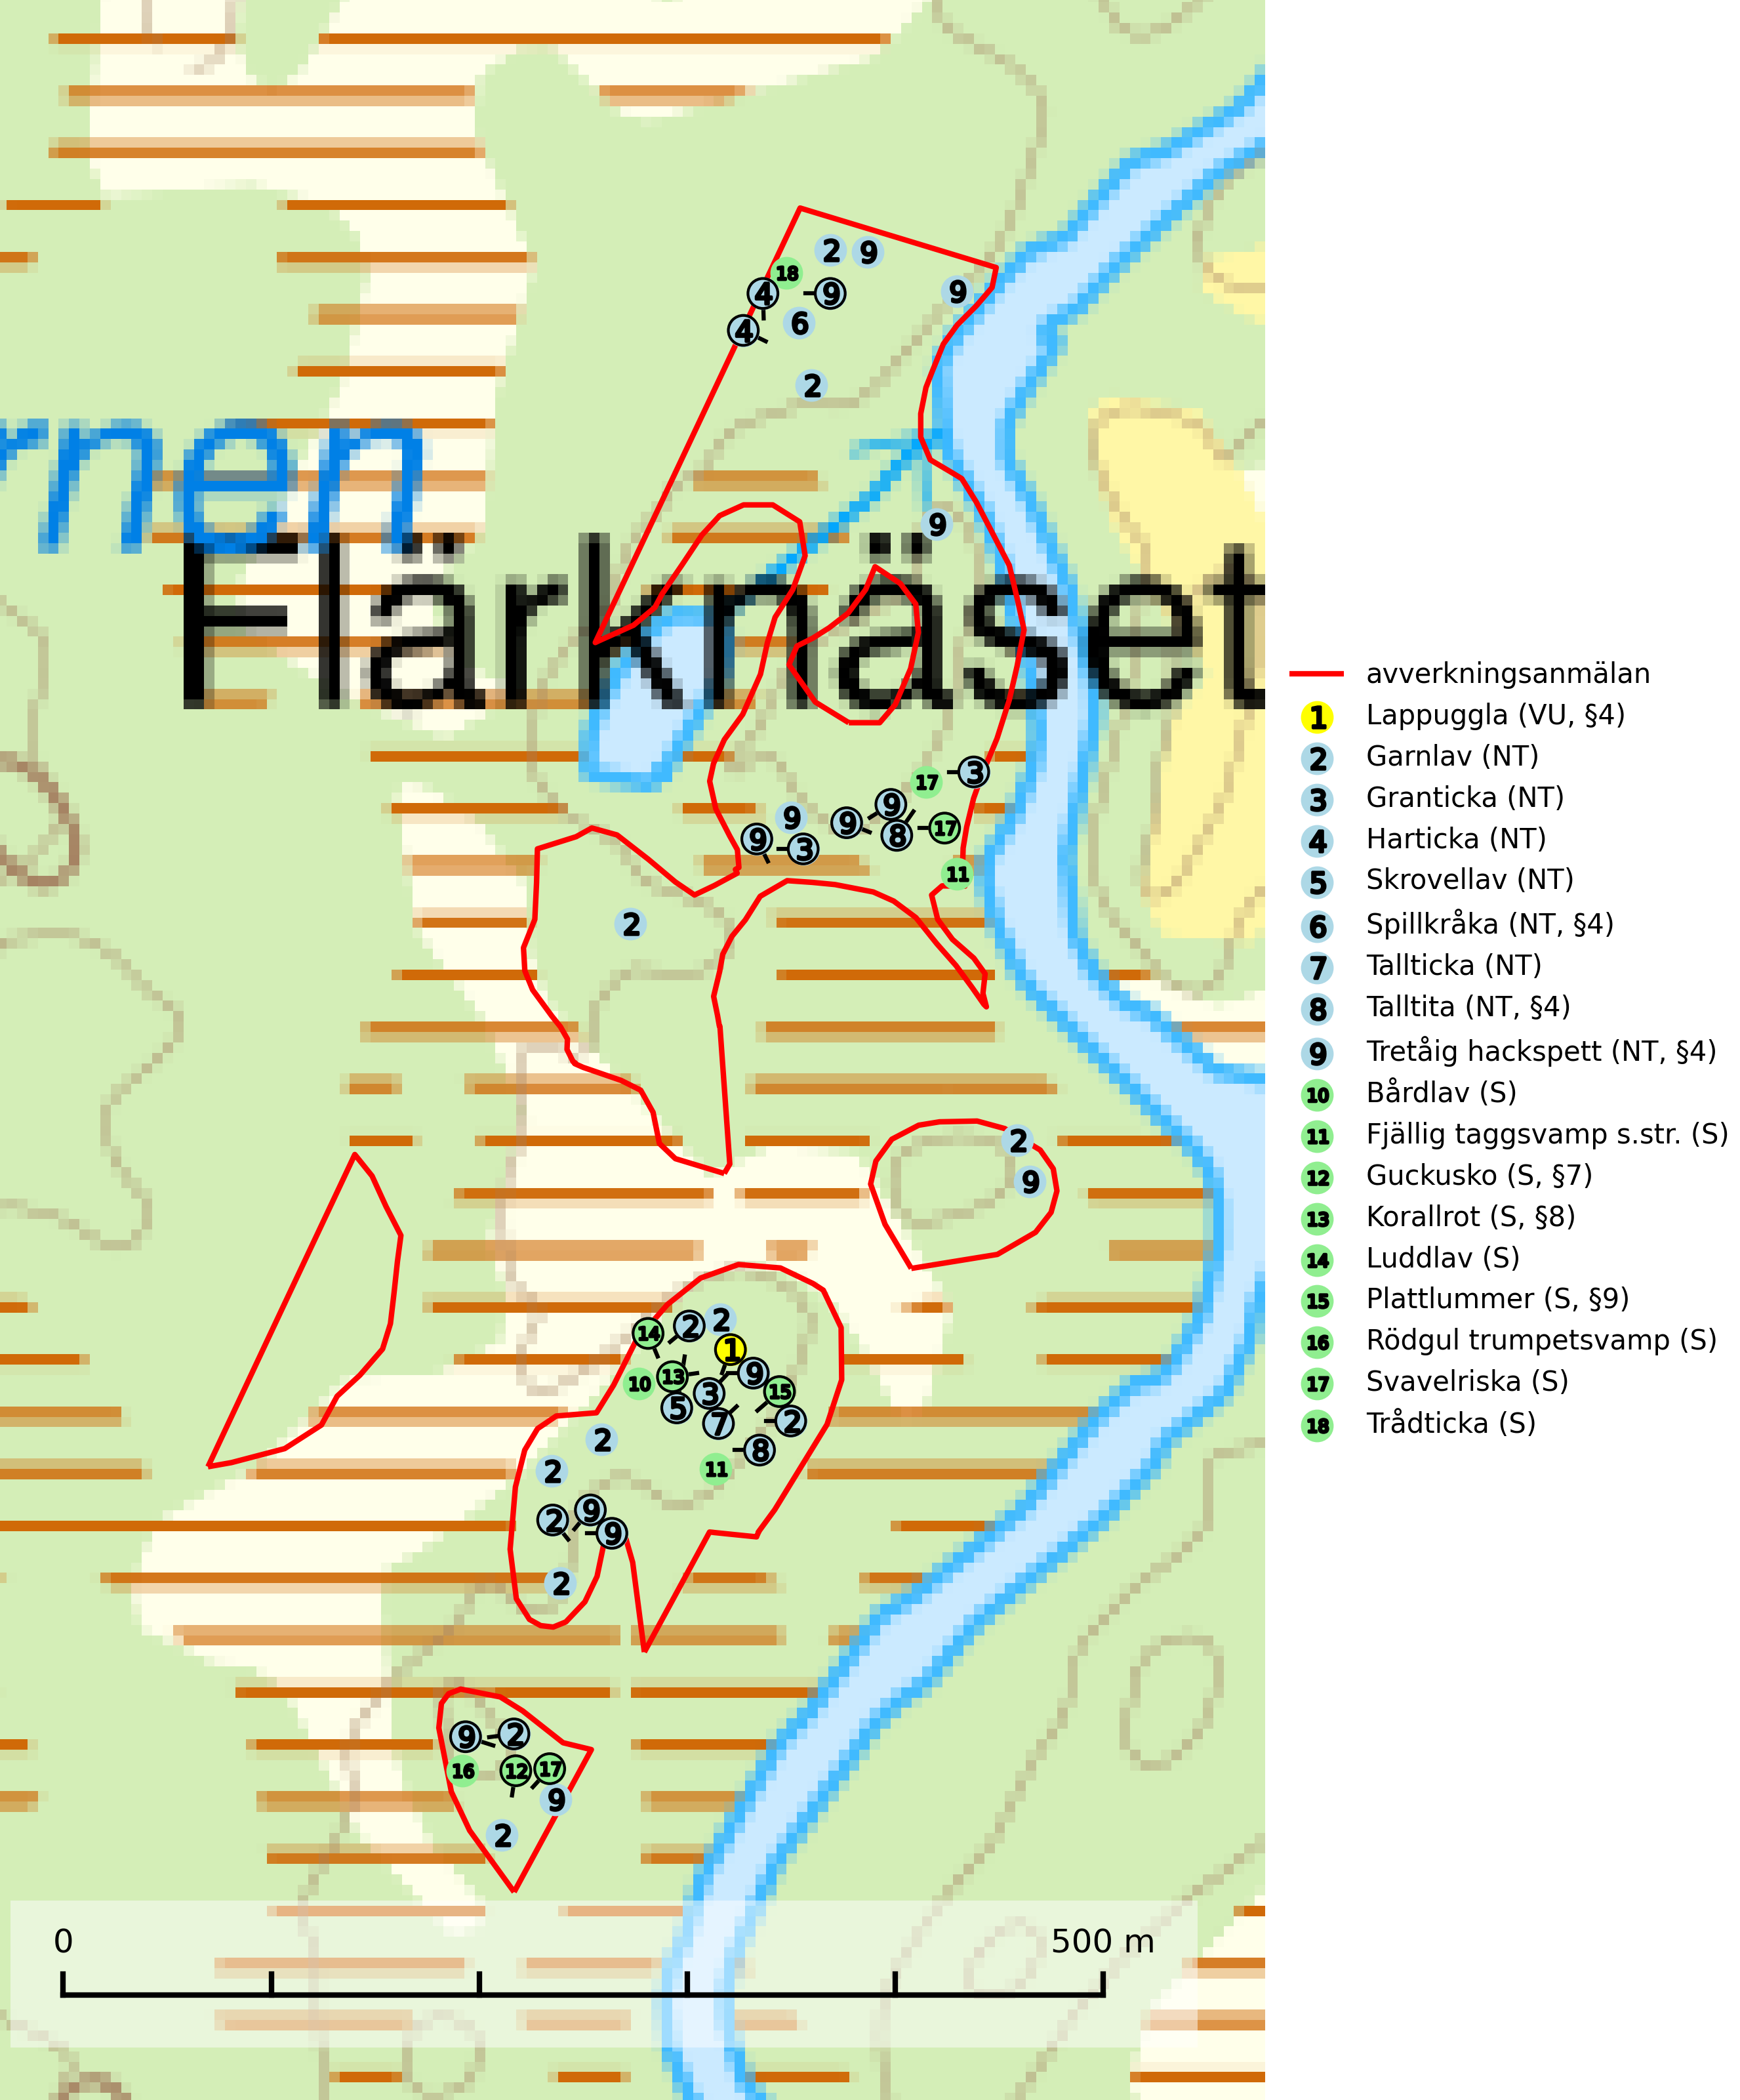 2 9
18
4 9 9
4 6
2
rnen
9
Flärknäset
17 3
9 9
9 8 17
9 3
11
2
2
9
14 2 2
1
10 13 9
5 3 15
7 2
2 8
2 11
2 9
9
2
9 2
16 12 17
9
2
0 500 m
avverkningsanmälan
1 Lappuggla (VU, §4)
2 Garnlav (NT)
3 Granticka (NT)
4 Harticka (NT)
5 Skrovellav (NT)
6 Spillkråka (NT, §4)
7 Tallticka (NT)
8 Talltita (NT, §4)
9 Tretåig hackspett (NT, §4)
10 Bårdlav (S)
11 Fjällig taggsvamp s.str. (S)
12 Guckusko (S, §7)
13 Korallrot (S, §8)
14 Luddlav (S)
15 Plattlummer (S, §9)
16 Rödgul trumpetsvamp (S)
17 Svavelriska (S)
18 Trådticka (S)